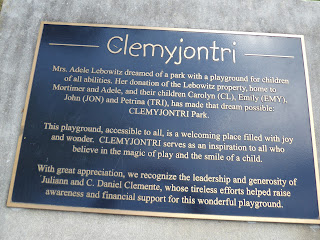 Clemyjontri
Mrs. Adele Lebowitz dreamed of a park with a playground for children
of all abilities. Her donation of the Lebowitz property, home to
Mortimer and Adele, and their children Carolyn (CL), Emily (EMY),
John (JON) and Petrina (TRI), has made that dream possible:
CLEMYJONTRI Park.
This playground, accessible to all, is a welcoming place filled with joy
and wonder. CLEMYJONTRI serves as an inspiration to all who
believe in the magic of play and the smile of a child.
With great appreciation, we recognize the leadership and generosity of
Juliann and C. Daniel Clemente, whose tireless efforts helped raise
awareness and financial support for this wonderful playground.